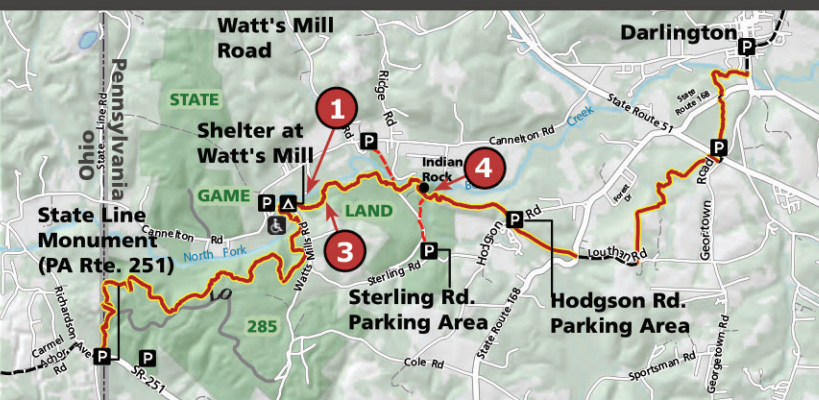 Watt's Mill
Road
Darlington
P
Pennsylvania
Ohio
State Line Rd
STATE
Ridge Rd
State
Route 168
State Route 51
1
Rd
P
Cannelton Rd
Creek
Shelter at
Watt's Mill
Indian
Rock
4
P
Road
GAME
P
LAND
Georgetown
State Line
Monument
(PA Rte. 251)
Cannelton Rd
North Fork
3
P
Rd
Hodgson
Louthan Rd
Watts Mills Rd
P
Sterling Rd
Sterling Rd.
Parking Area
Hodgson Rd.
Parking Area
285
State Route 168
Richardson Ave
Carmel
Achor
Rd
P
P
SR-251
Cole Rd
Sportsman Rd
Georgetown Rd